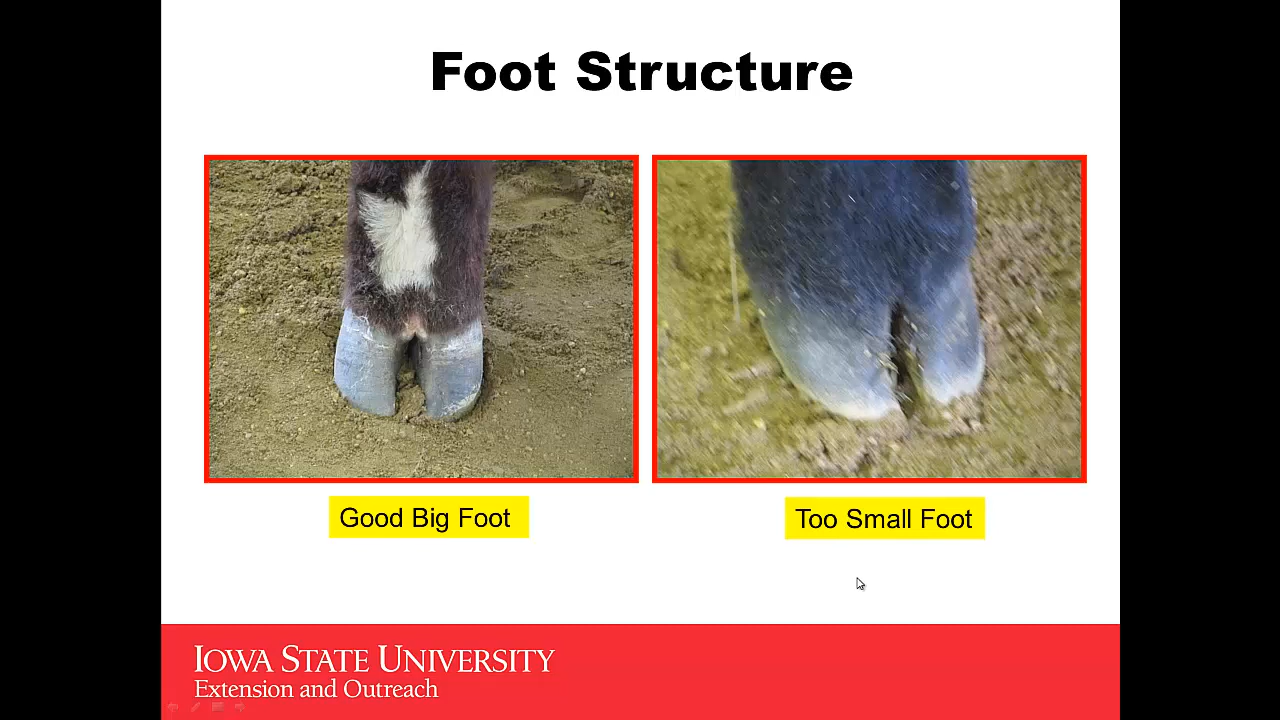 Foot Structure
Good Big Foot
Too Small Foot
IOWA STATE UNIVERSITY
Extension and Outreach